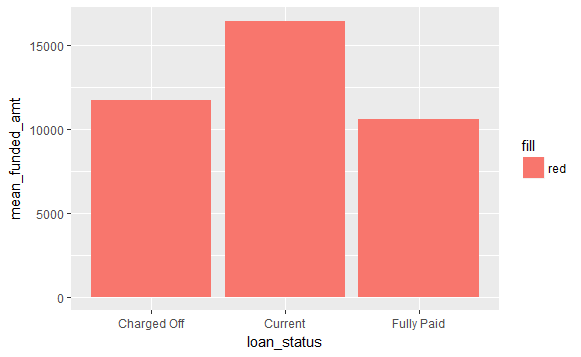 mean_funded_amt
15000
10000
5000
0
Charged Off Current Fully Paid
loan_status
fill
red